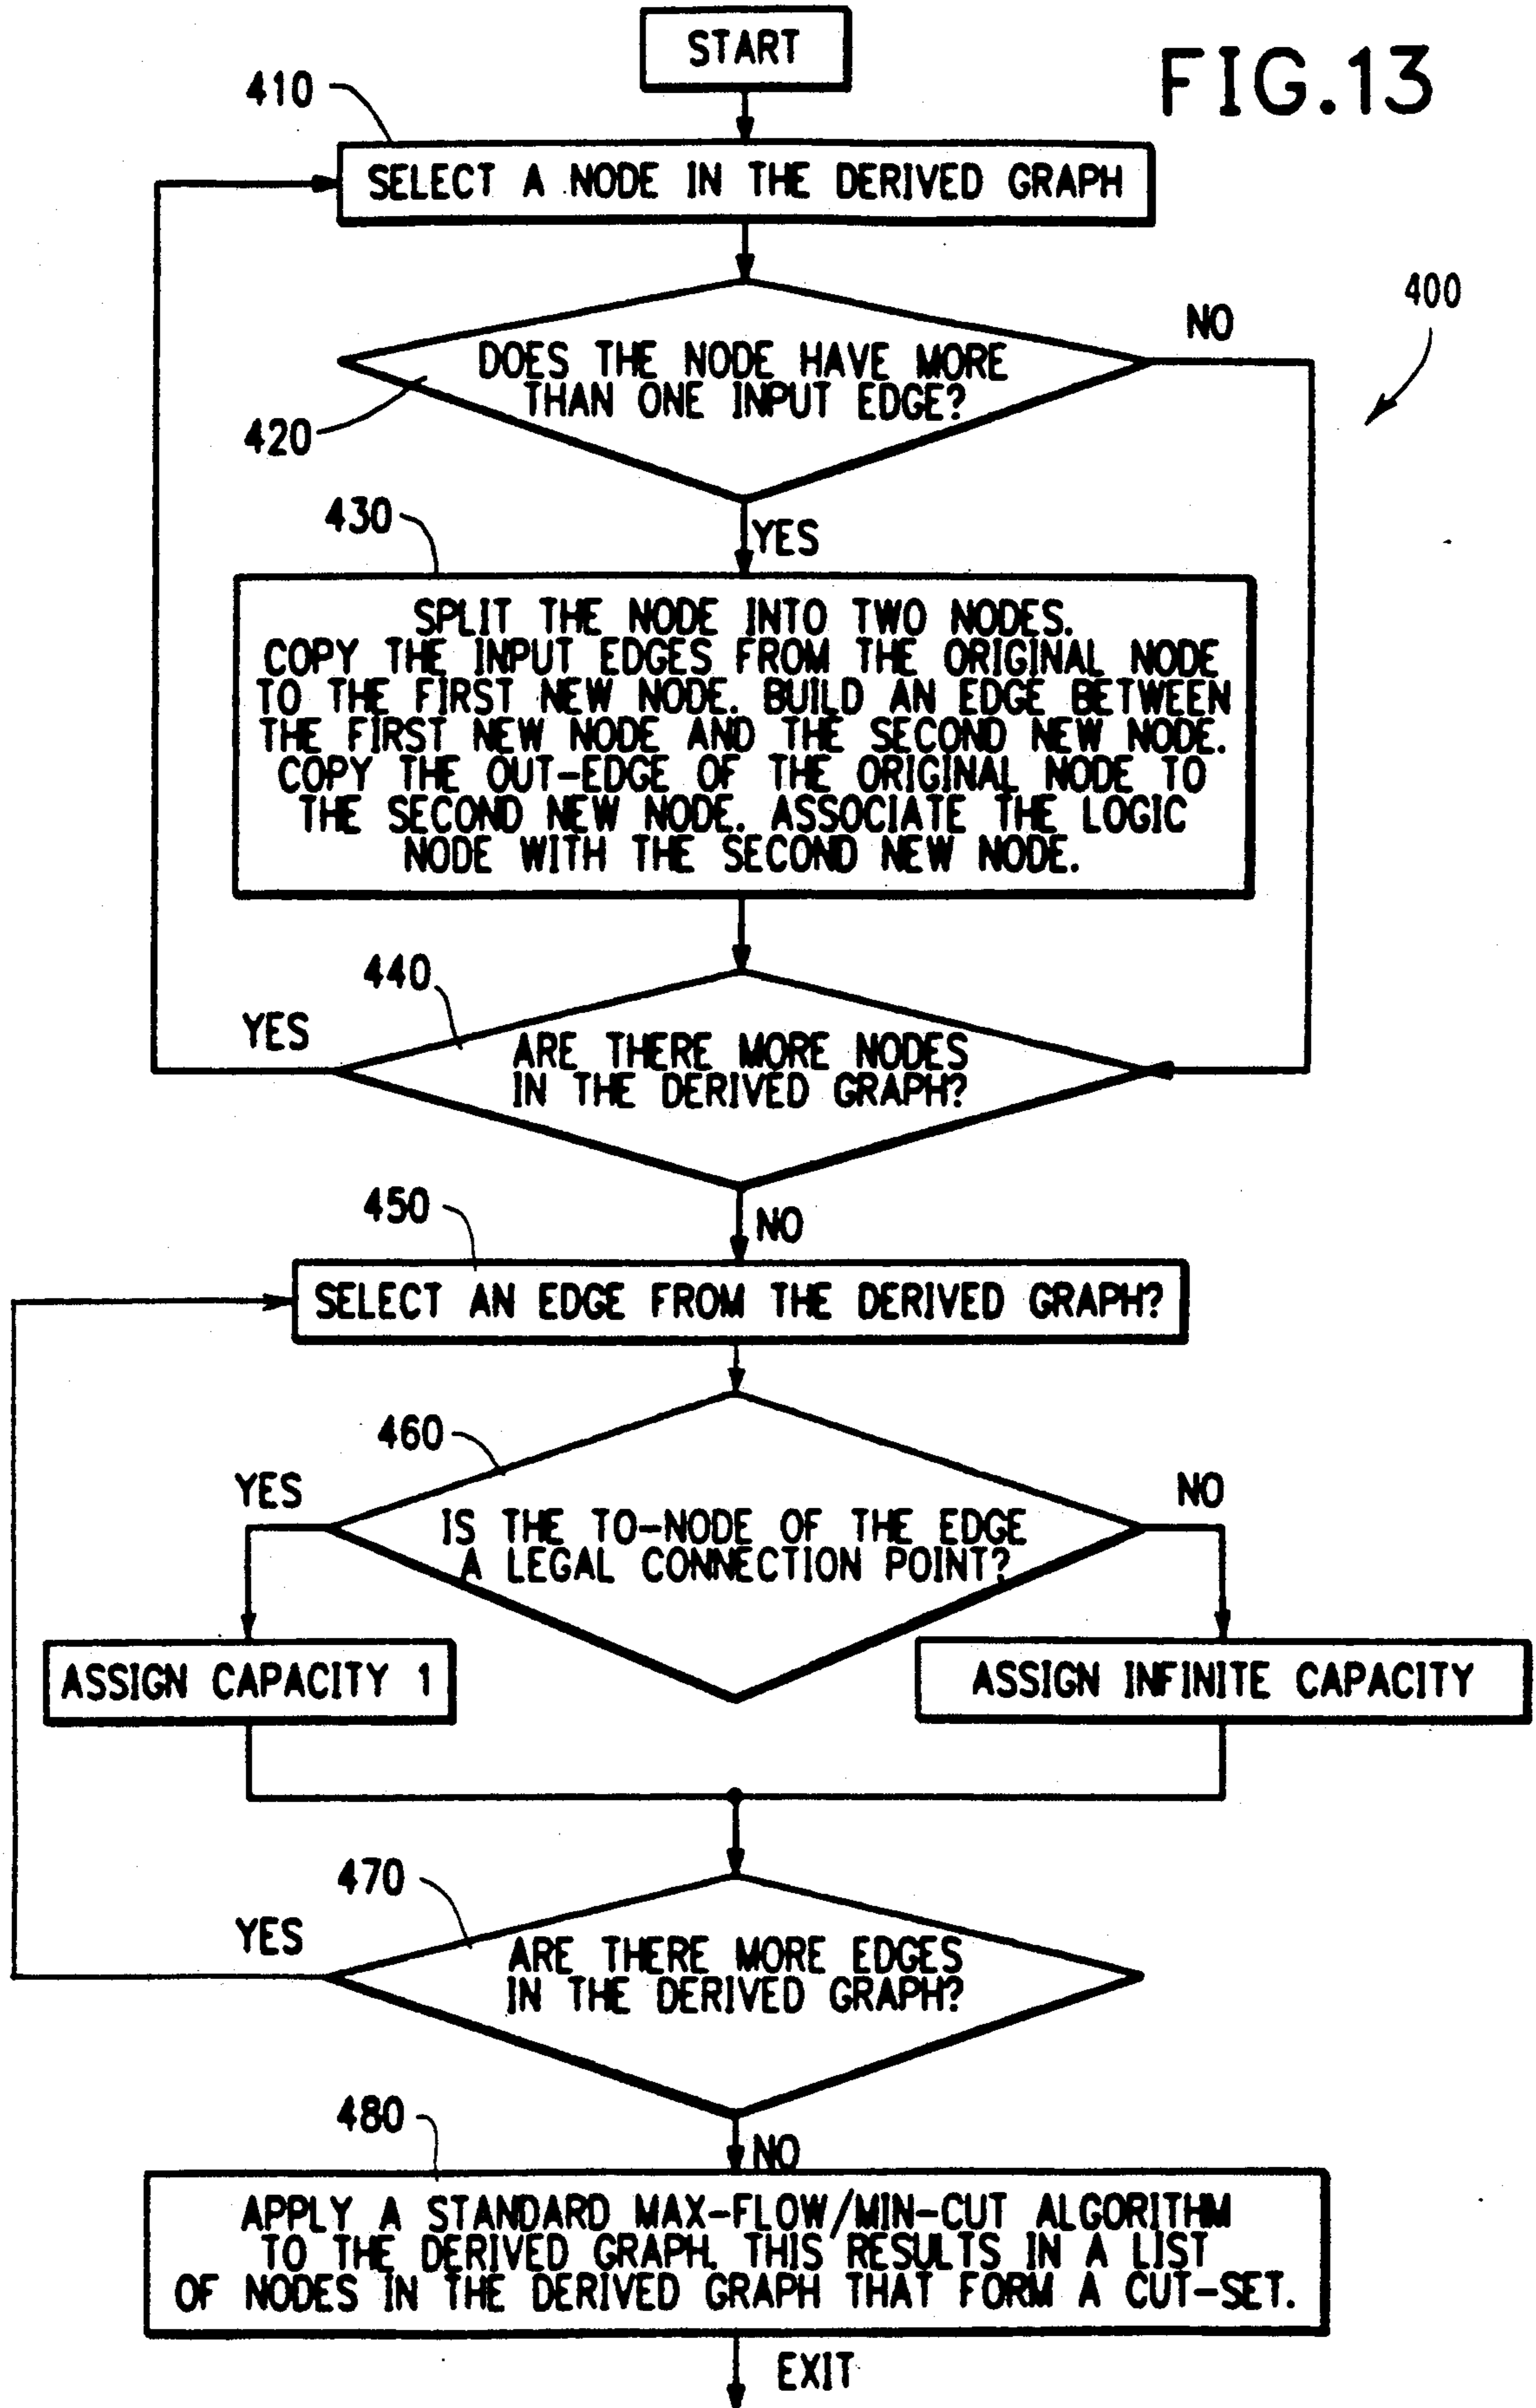 START
FIG.13
410
SELECT A NODE IN THE DERIVED GRAPH
400
NO
DOES THE NODE HAVE MORE
THAN ONE INPUT EDGE?
420
430
YES
SPLIT THE NODE INTO TWO NODES.
COPY THE INPUT EDGES FROM THE ORIGINAL NODE
TO THE FIRST NEW NODE. BUILD AN EDGE BETWEEN
THE FIRST NEW NODE AND THE SECOND NEW NODE.
COPY THE OUT-EDGE OF THE ORIGINAL NODE TO
THE SECOND NEW NODE. ASSOCIATE THE LOGIC
NODE WITH THE SECOND NEW NODE.
440
YES
ARE THERE MORE NODES
IN THE DERIVED GRAPH?
450
NO
SELECT AN EDGE FROM THE DERIVED GRAPH?
460
YES
NO
IS THE TO-NODE OF THE EDGE
A LEGAL CONNECTION POINT?
ASSIGN CAPACITY 1
ASSIGN INFINITE CAPACITY
470
YES
ARE THERE MORE EDGES
IN THE DERIVED GRAPH?
480
NO
APPLY A STANDARD MAX-FLOW/MIN-CUT ALGORITHM
TO THE DERIVED GRAPH. THIS RESULTS IN A LIST
OF NODES IN THE DERIVED GRAPH THAT FORM A CUT-SET.
EXIT